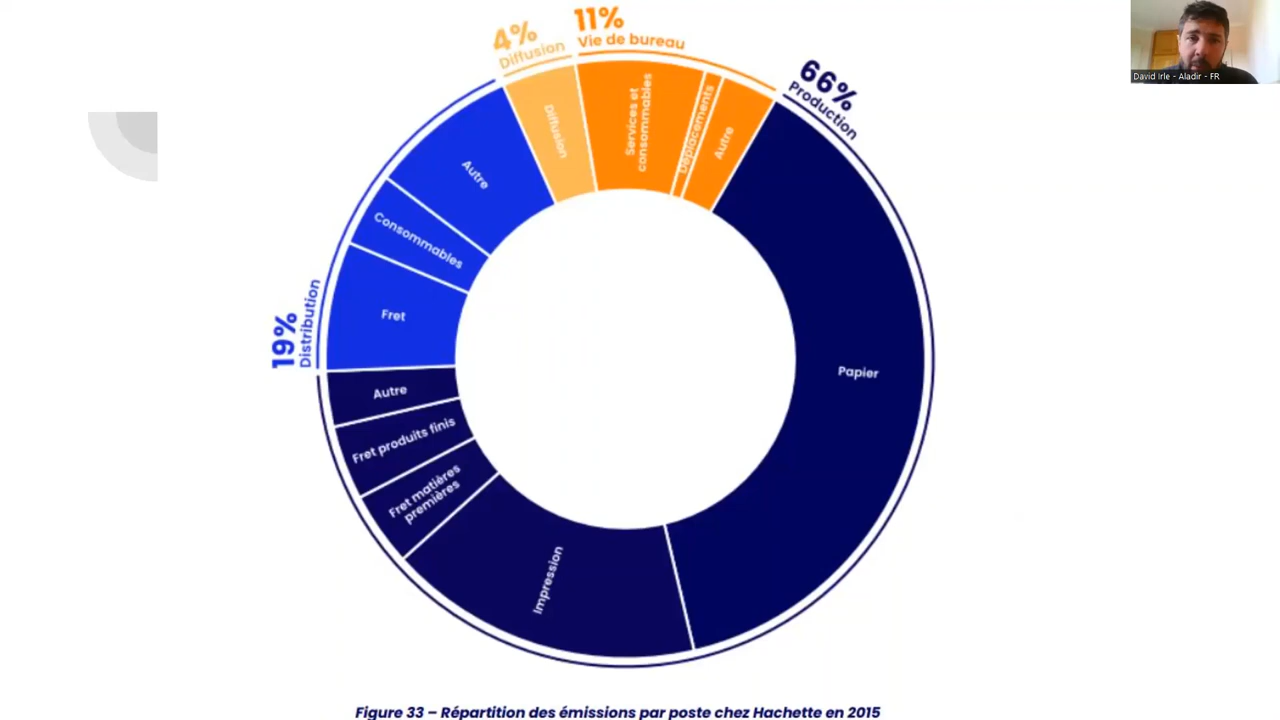 4%
Diffusion
11%
Vie de bureau
66%
Production
David Irle - Aladir - FR
Diffusion
Services et
consommables
Déplacements
Autre
Autre
Consommables
Fret
19%
Distribution
Papier
Autre
Fret produits finis
Fret matières
premières
Impression
Figure 33 – Répartition des émissions par poste chez Hachette en 2015